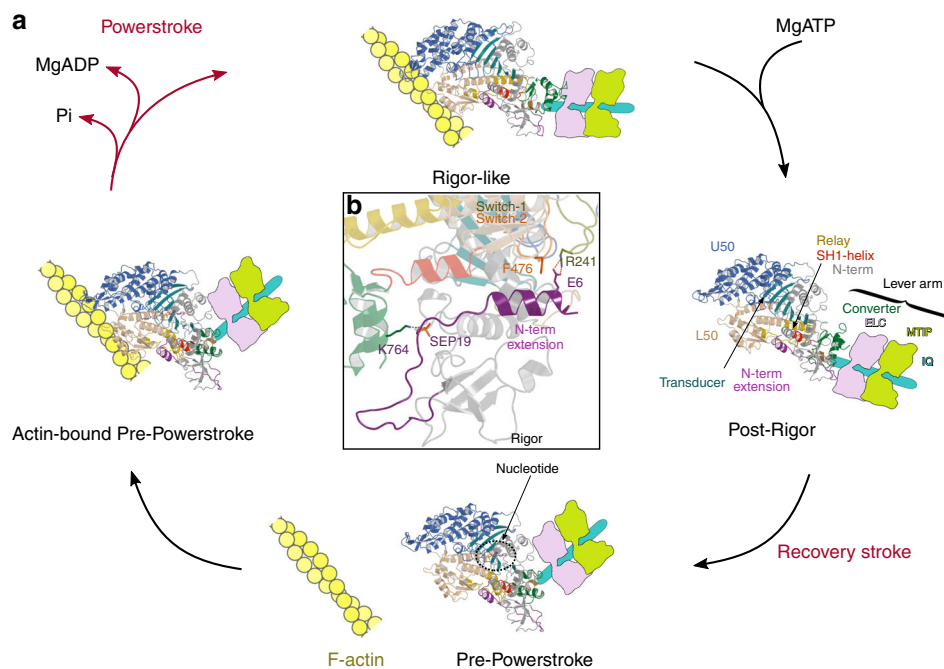 a
Powerstroke
MgADP
Pi
MgATP
Rigor-like
b
Switch-1
Switch-2
F476
R241
E6
N-term
extension
SEP19
K764
Rigor
U50
Relay
SH1-helix
N-term
Lever arm
Converter
ELC
MTIP
IQ
L50
Transducer
N-term
extension
Post-Rigor
Actin-bound Pre-Powerstroke
Nucleotide
Recovery stroke
F-actin
Pre-Powerstroke